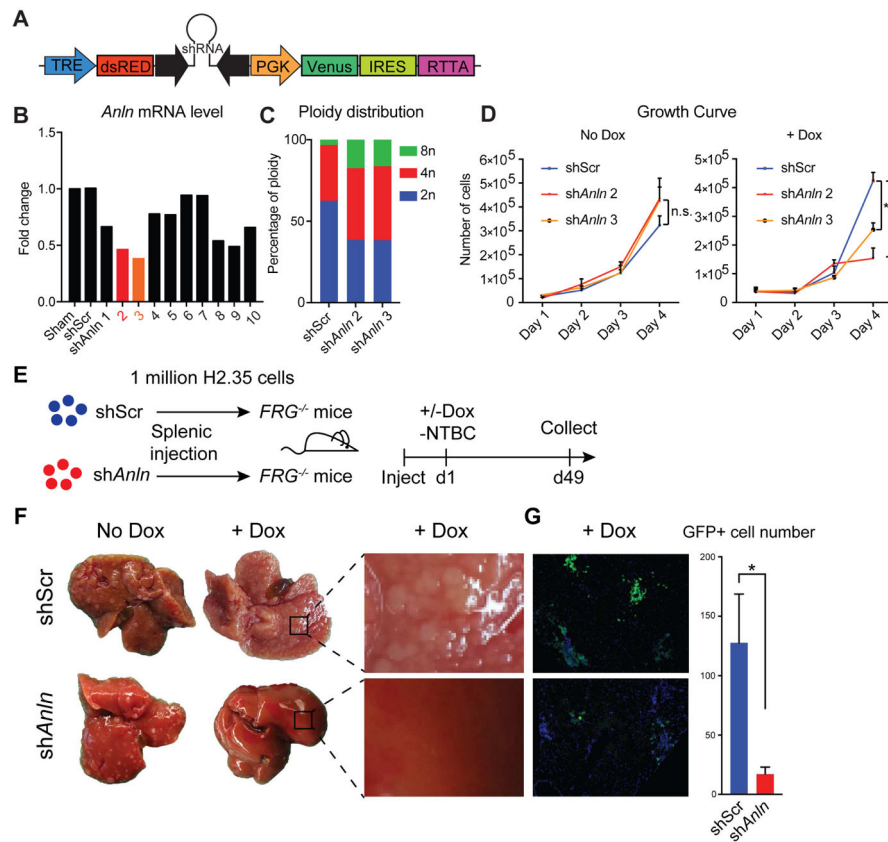 A
TRE dsRED shRNA PGK Venus IRES RTTA
B
Anln mRNA level
Fold change
1.5
1.0
0.5
0.0
Sham
shScr
shAnln 1
2
3
4
5
6
7
8
9
10
C
Ploidy distribution
Percentage of ploidy
100
50
0
8n
4n
2n
shScr
shAnln 2
shAnln 3
D
Growth Curve
No Dox
Number of cells
6×10⁵
5×10⁵
4×10⁵
3×10⁵
2×10⁵
1×10⁵
0
shScr
shAnln 2
shAnln 3
n.s.
Day 1
Day 2
Day 3
Day 4
+ Dox
5×10⁵
4×10⁵
3×10⁵
2×10⁵
1×10⁵
0
shScr
shAnln 2
shAnln 3
*
Day 1
Day 2
Day 3
Day 4
E
1 million H2.35 cells
shScr
FRG⁻/⁻ mice
Splenic
injection
shAnln
FRG⁻/⁻ mice
+/-Dox
-NTBC
Collect
Inject d1
d49
F
No Dox
+ Dox
+ Dox
shScr
shAnln
G
+ Dox
GFP+ cell number
200
150
100
50
0
*
shScr
shAnln